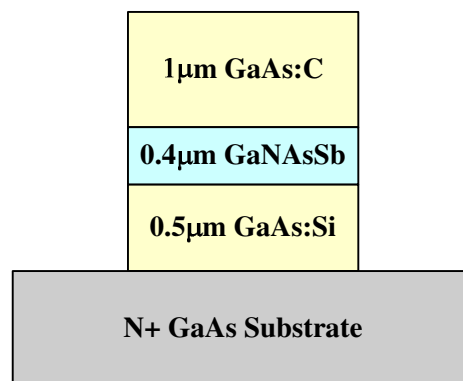 1μm GaAs:C
0.4μm GaNAsSb
0.5μm GaAs:Si
N+ GaAs Substrate